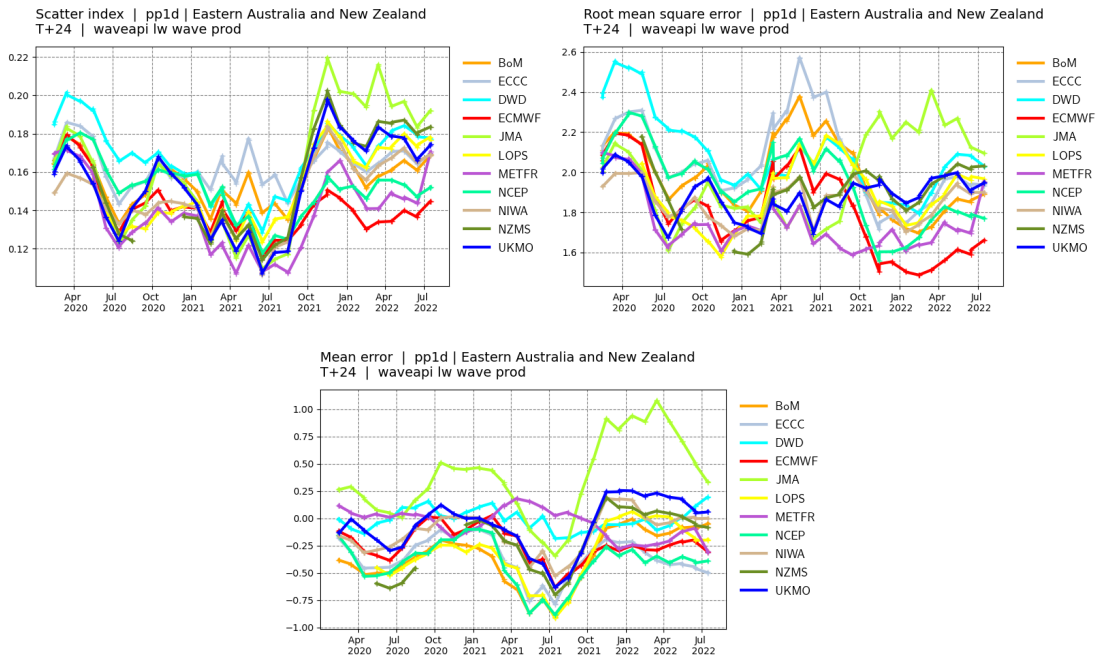 Scatter index | pp1d | Eastern Australia and New Zealand
T+24 | waveapi lw wave prod
0.22
0.20
0.18
0.16
0.14
0.12
Apr
2020
Jul
2020
Oct
2020
Jan
2021
Apr
2021
Jul
2021
Oct
2021
Jan
2022
Apr
2022
Jul
2022
BoM
ECCC
DWD
ECMWF
JMA
LOPS
METFR
NCEP
NIWA
NZMS
UKMO
Root mean square error | pp1d | Eastern Australia and New Zealand
T+24 | waveapi lw wave prod
2.6
2.4
2.2
2.0
1.8
1.6
Apr
2020
Jul
2020
Oct
2020
Jan
2021
Apr
2021
Jul
2021
Oct
2021
Jan
2022
Apr
2022
Jul
2022
BoM
ECCC
DWD
ECMWF
JMA
LOPS
METFR
NCEP
NIWA
NZMS
UKMO
Mean error | pp1d | Eastern Australia and New Zealand
T+24 | waveapi lw wave prod
1.00
0.75
0.50
0.25
0.00
−0.25
−0.50
−0.75
−1.00
Apr
2020
Jul
2020
Oct
2020
Jan
2021
Apr
2021
Jul
2021
Oct
2021
Jan
2022
Apr
2022
Jul
2022
BoM
ECCC
DWD
ECMWF
JMA
LOPS
METFR
NCEP
NIWA
NZMS
UKMO